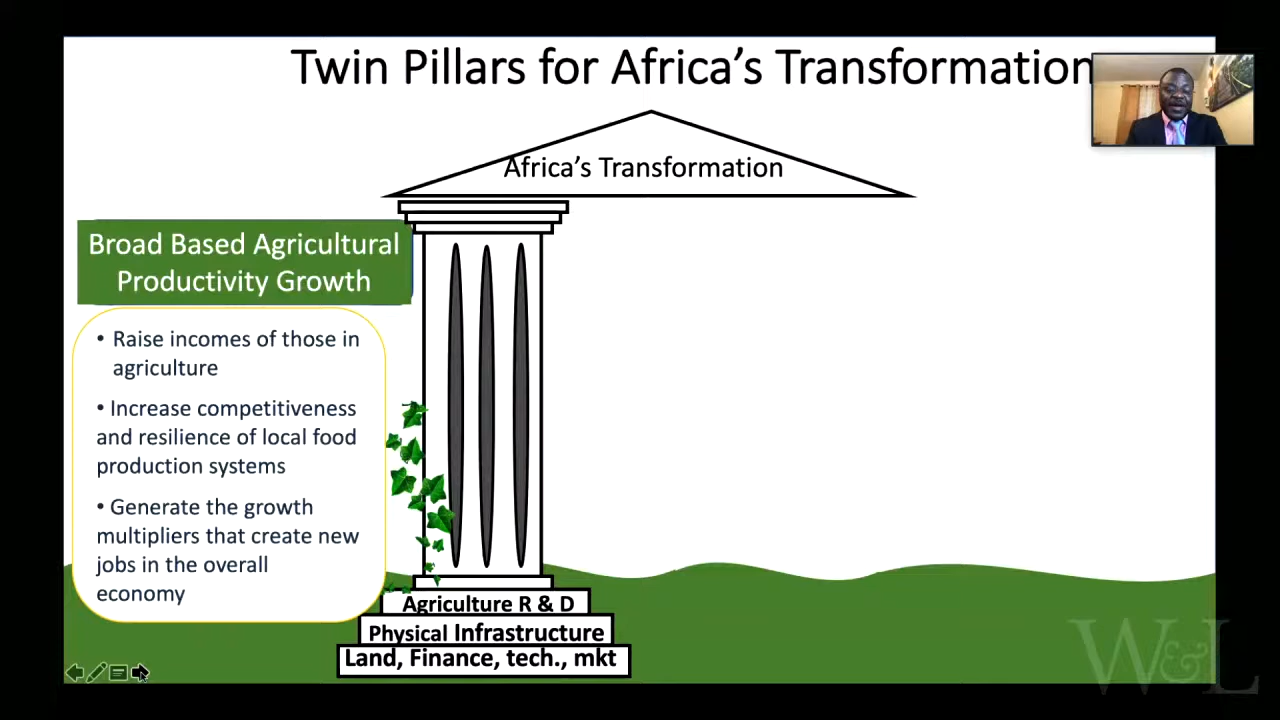 Twin Pillars for Africa's Transformation
Africa's Transformation
Broad Based Agricultural
Productivity Growth
• Raise incomes of those in
agriculture
• Increase competitiveness
and resilience of local food
production systems
• Generate the growth
multipliers that create new
jobs in the overall
economy
Agriculture R & D
Physical Infrastructure
Land, Finance, tech., mkt
W&L